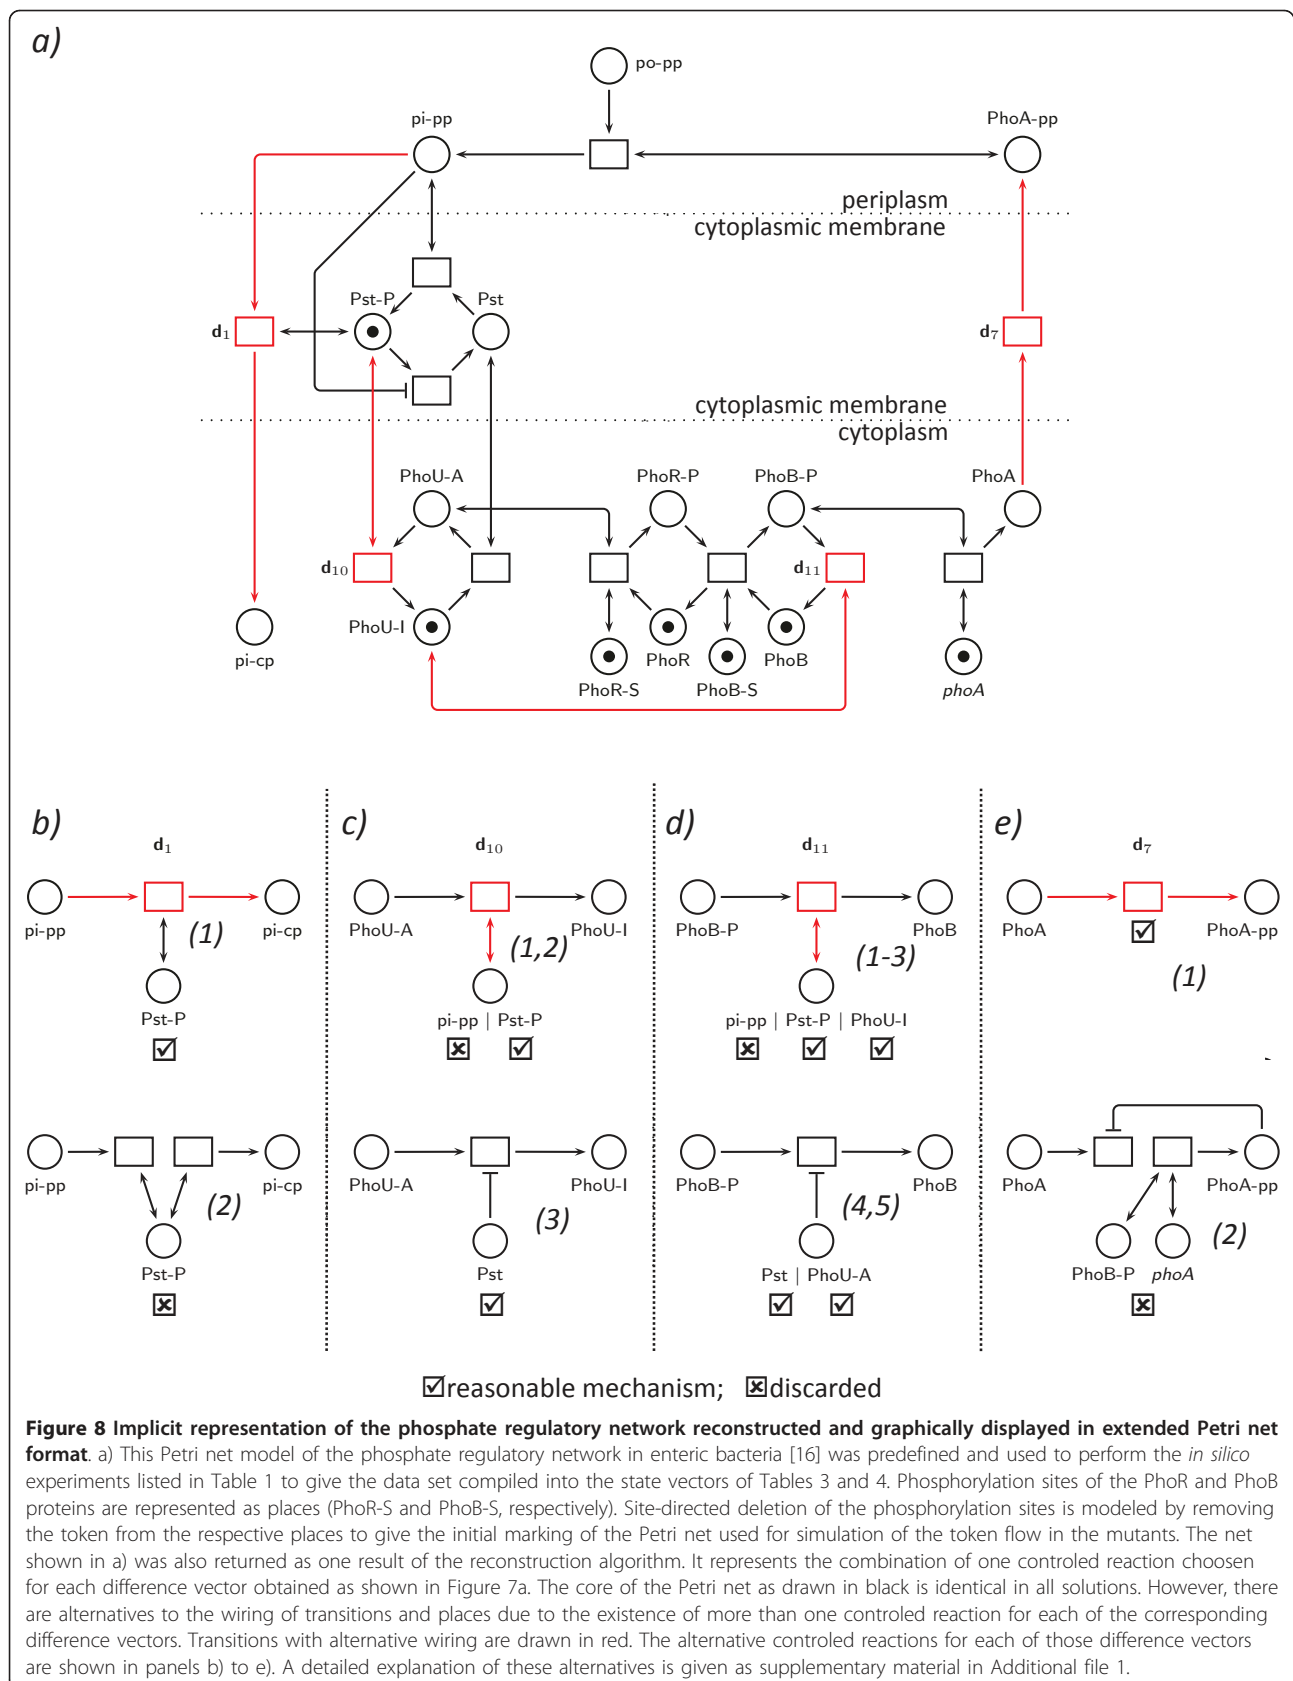 a)
po-pp
pi-pp
PhoA-pp
periplasm
cytoplasmic membrane
Pst-P
Pst
d1
d7
cytoplasmic membrane
cytoplasm
PhoU-A
PhoR-P
PhoB-P
PhoA
d10
d11
PhoU-I
pi-cp
PhoR
PhoB
PhoR-S
PhoB-S
phoA
b)
c)
d)
e)
d1
d10
d11
d7
pi-pp
(1)
pi-cp
PhoU-A
(1,2)
PhoU-I
PhoB-P
(1-3)
PhoB
PhoA
PhoA-pp
(1)
Pst-P
pi-pp | Pst-P
pi-pp | Pst-P | PhoU-I
pi-pp
(2)
pi-cp
PhoU-A
(3)
PhoU-I
PhoB-P
(4,5)
PhoB
PhoA
PhoA-pp
(2)
Pst-P
Pst
Pst | PhoU-A
PhoB-P
phoA
reasonable mechanism; discarded
Figure 8 Implicit representation of the phosphate regulatory network reconstructed and graphically displayed in extended Petri net
format. a) This Petri net model of the phosphate regulatory network in enteric bacteria [16] was predefined and used to perform the in silico
experiments listed in Table 1 to give the data set compiled into the state vectors of Tables 3 and 4. Phosphorylation sites of the PhoR and PhoB
proteins are represented as places (PhoR-S and PhoB-S, respectively). Site-directed deletion of the phosphorylation sites is modeled by removing
the token from the respective places to give the initial marking of the Petri net used for simulation of the token flow in the mutants. The net
shown in a) was also returned as one result of the reconstruction algorithm. It represents the combination of one controled reaction choosen
for each difference vector obtained as shown in Figure 7a. The core of the Petri net as drawn in black is identical in all solutions. However, there
are alternatives to the wiring of transitions and places due to the existence of more than one controled reaction for each of the corresponding
difference vectors. Transitions with alternative wiring are drawn in red. The alternative controled reactions for each of those difference vectors
are shown in panels b) to e). A detailed explanation of these alternatives is given as supplementary material in Additional file 1.